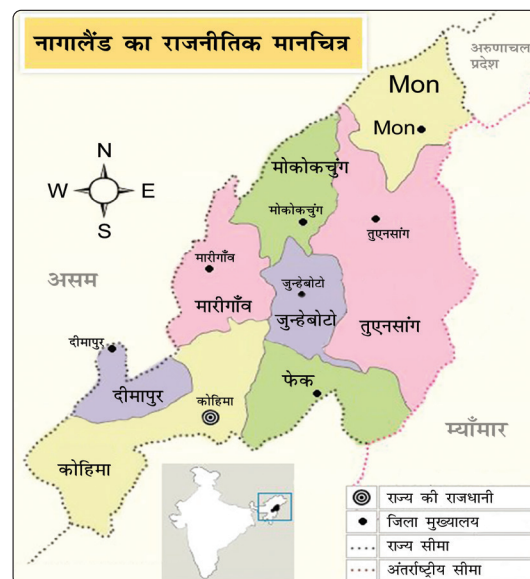 नागालैंड का राजनीतिक मानचित्र
अरुणाचल
प्रदेश
Mon
Mon
N
W E
S
मोकोकचुंग
मोकोकचुंग
तुएनसांग
असम
मारीगाँव
मारीगाँव
जुन्हेबोटो
जुन्हेबोटो
तुएनसांग
दीमापुर
दीमापुर
फेक
कोहिमा
कोहिमा
म्याँमार
राज्य की राजधानी
जिला मुख्यालय
राज्य सीमा
अंतर्राष्ट्रीय सीमा